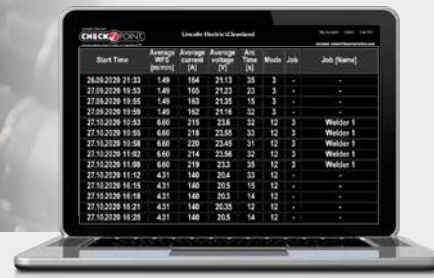 CHECKPOINT
Lincoln Electric\Cleveland
Start Time Average WFS [m/min] Average current [A] Average voltage [V] Arc Time [s] Mode Job Job [Name]
26.09.2020 21:33 1.49 164 21.13 35 3 - -
27.09.2020 19:53 1.49 165 21.23 23 3 - -
27.09.2020 19:55 1.49 163 21.35 15 3 - -
27.09.2020 19:59 1.49 162 21.16 32 3 - -
27.10.2020 10:53 6.60 215 23.6 32 12 3 Welder 1
27.10.2020 10:55 6.60 218 23.55 33 12 3 Welder 1
27.10.2020 10:58 6.60 220 23.45 31 12 3 Welder 1
27.10.2020 11:02 6.60 214 23.56 32 12 3 Welder 1
27.10.2020 11:08 6.60 219 23.3 35 12 3 Welder 1
27.10.2020 11:12 4.31 140 20.4 33 12 - -
27.10.2020 16:15 4.31 140 20.5 15 12 - -
27.10.2020 16:18 4.31 140 20.3 14 12 - -
27.10.2020 16:21 4.31 140 20.35 12 12 - -
27.10.2020 16:25 4.31 140 20.5 14 12 - -